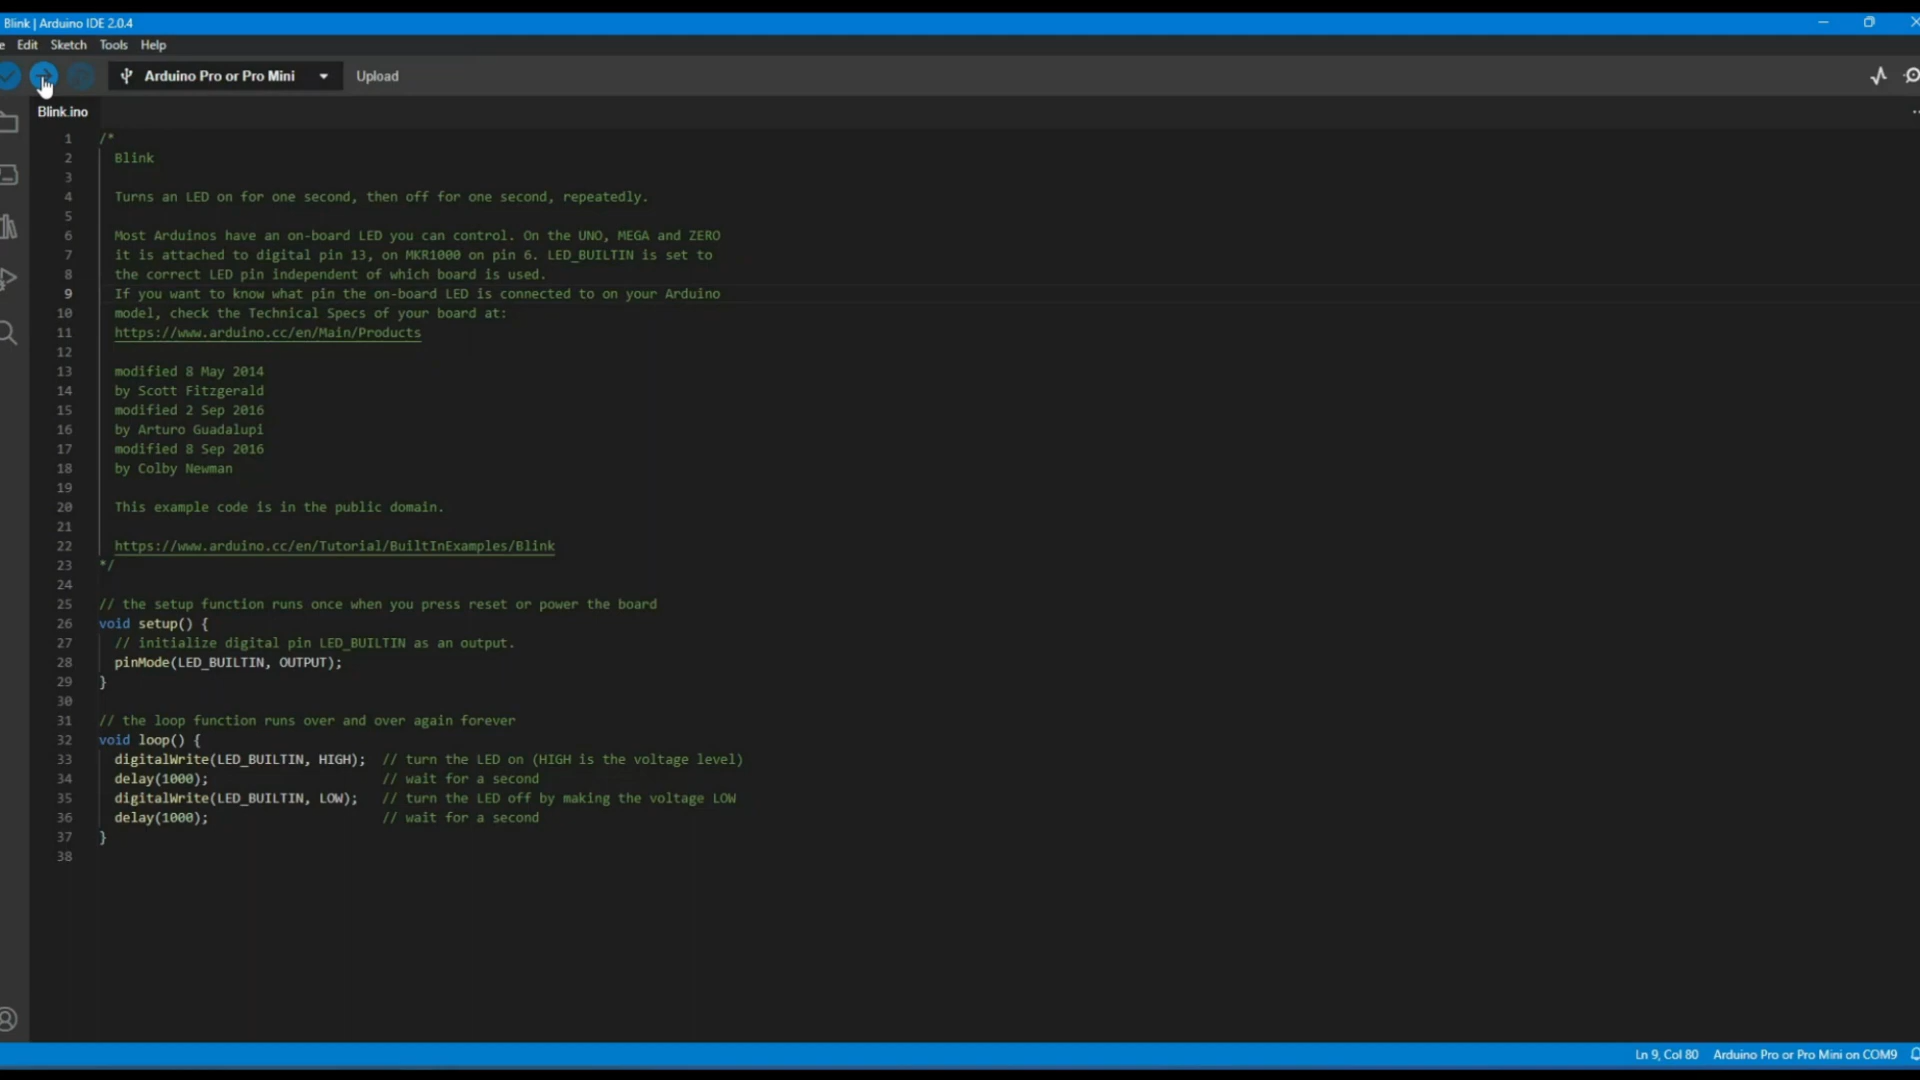 Blink | Arduino IDE 2.0.4
Edit Sketch Tools Help
Arduino Pro or Pro Mini Upload
Blink.ino
1 /*
2 Blink
3
4 Turns an LED on for one second, then off for one second, repeatedly.
5
6 Most Arduinos have an on-board LED you can control. On the UNO, MEGA and ZERO
7 it is attached to digital pin 13, on MKR1000 on pin 6. LED_BUILTIN is set to
8 the correct LED pin independent of which board is used.
9 If you want to know what pin the on-board LED is connected to on your Arduino
10 model, check the Technical Specs of your board at:
11 https://www.arduino.cc/en/Main/Products
12
13 modified 8 May 2014
14 by Scott Fitzgerald
15 modified 2 Sep 2016
16 by Arturo Guadalupi
17 modified 8 Sep 2016
18 by Colby Newman
19
20 This example code is in the public domain.
21
22 https://www.arduino.cc/en/Tutorial/BuiltInExamples/Blink
23 */
24
25 // the setup function runs once when you press reset or power the board
26 void setup() {
27 // initialize digital pin LED_BUILTIN as an output.
28 pinMode(LED_BUILTIN, OUTPUT);
29 }
30
31 // the loop function runs over and over again forever
32 void loop() {
33 digitalWrite(LED_BUILTIN, HIGH); // turn the LED on (HIGH is the voltage level)
34 delay(1000); // wait for a second
35 digitalWrite(LED_BUILTIN, LOW); // turn the LED off by making the voltage LOW
36 delay(1000); // wait for a second
37 }
38
Ln 9, Col 80 Arduino Pro or Pro Mini on COM9